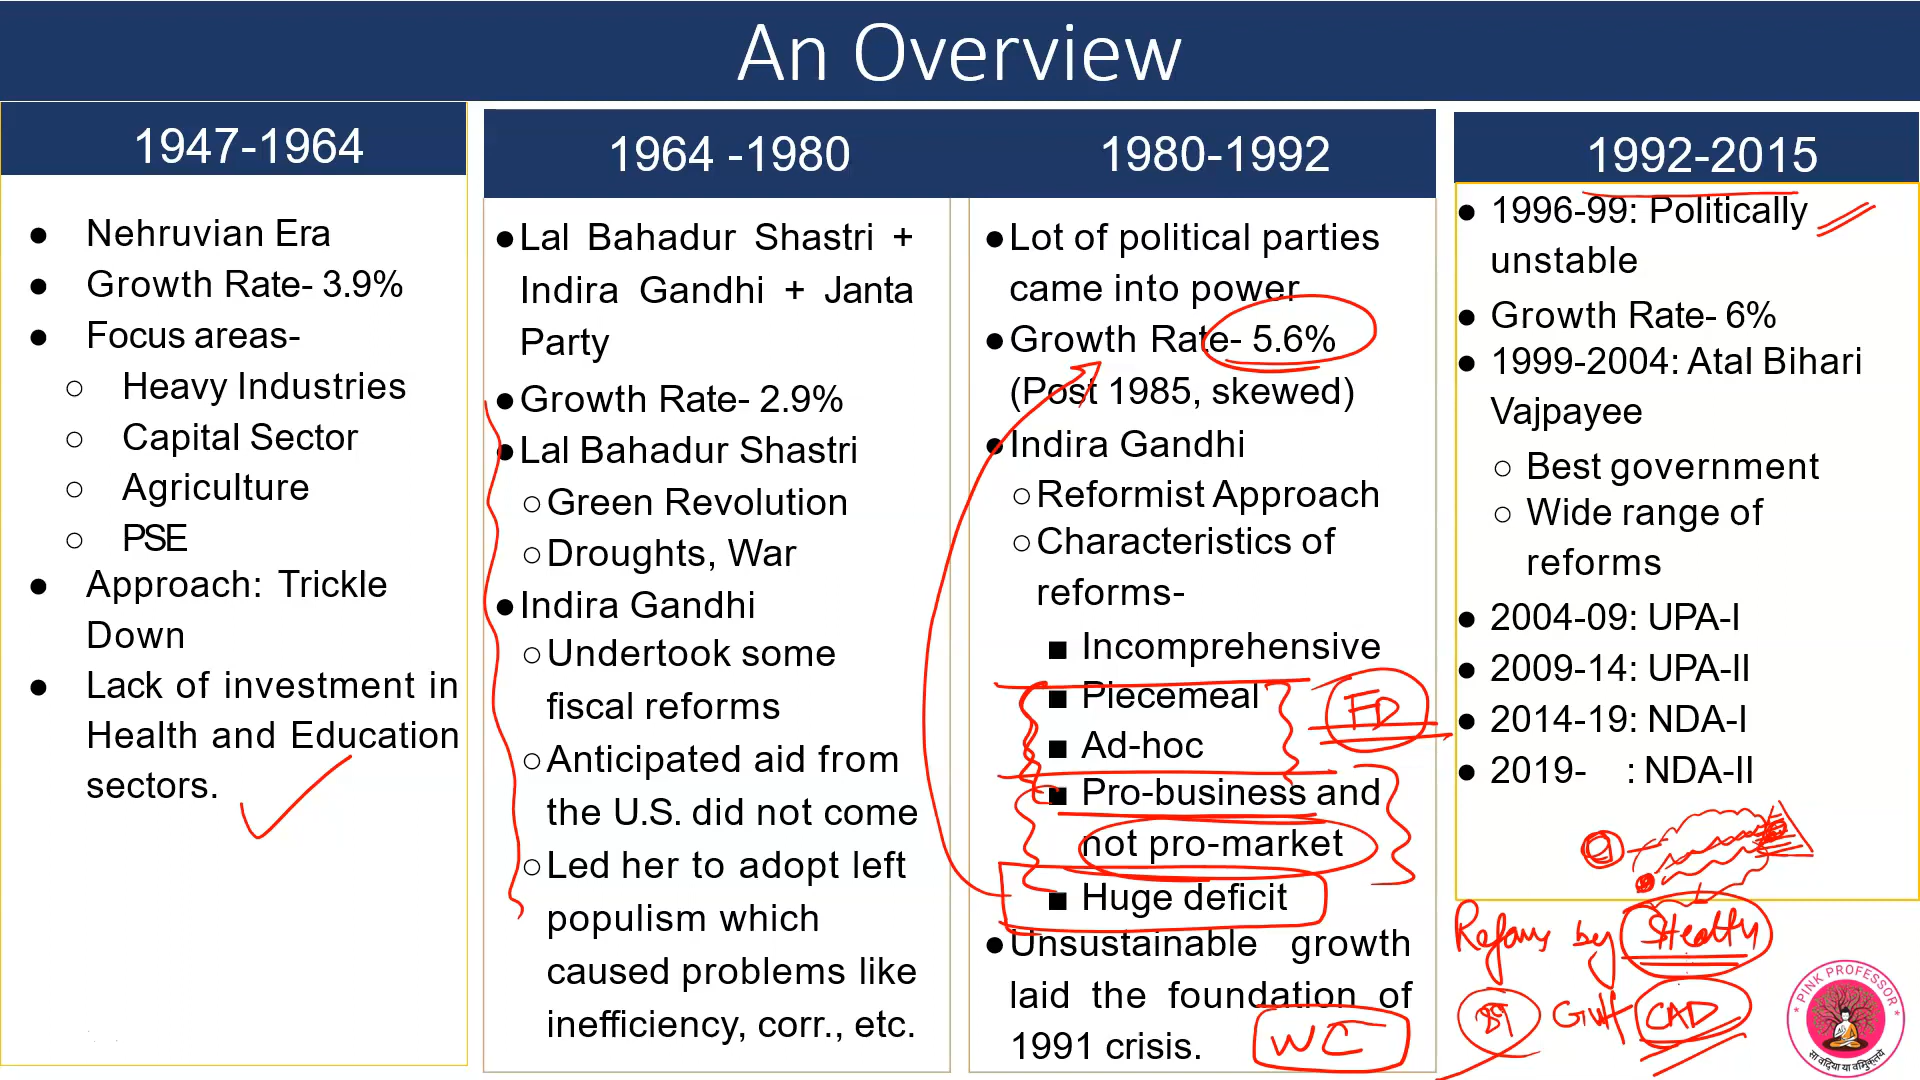 An Overview
1947-1964
● Nehruvian Era
● Growth Rate- 3.9%
● Focus areas-
○ Heavy Industries
○ Capital Sector
○ Agriculture
○ PSE
● Approach: Trickle
Down
● Lack of investment in
Health and Education
sectors.
1964 -1980
●Lal Bahadur Shastri +
Indira Gandhi + Janta
Party
●Growth Rate- 2.9%
●Lal Bahadur Shastri
○Green Revolution
○Droughts, War
●Indira Gandhi
○Undertook some
fiscal reforms
○Anticipated aid from
the U.S. did not come
○Led her to adopt left
populism which
caused problems like
inefficiency, corr., etc.
1980-1992
●Lot of political parties
came into power
●Growth Rate- 5.6%
(Post 1985, skewed)
●Indira Gandhi
○Reformist Approach
○Characteristics of
reforms-
■ Incomprehensive
■ Piecemeal
■ Ad-hoc
■ Pro-business and
not pro-market
■ Huge deficit
●Unsustainable growth
laid the foundation of
1991 crisis.
FD
WC
1992-2015
● 1996-99: Politically
unstable
● Growth Rate- 6%
● 1999-2004: Atal Bihari
Vajpayee
○ Best government
○ Wide range of
reforms
● 2004-09: UPA-I
● 2009-14: UPA-II
● 2014-19: NDA-I
● 2019- : NDA-II
by
89 Gulf CAD
PINK PROFESSOR